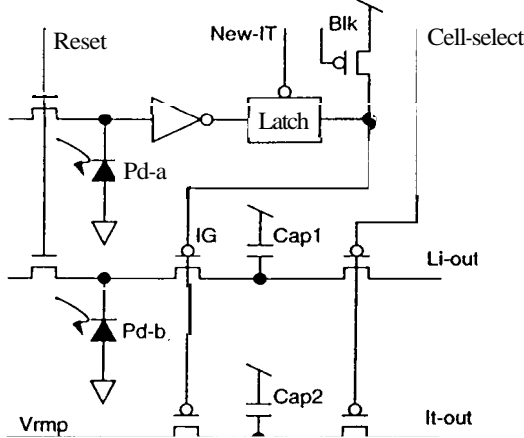 Reset
New-IT
Blk
Cell-select
Latch
Pd-a
IG
Cap1
Li-out
Pd-b
Cap2
Vrmp
It-out